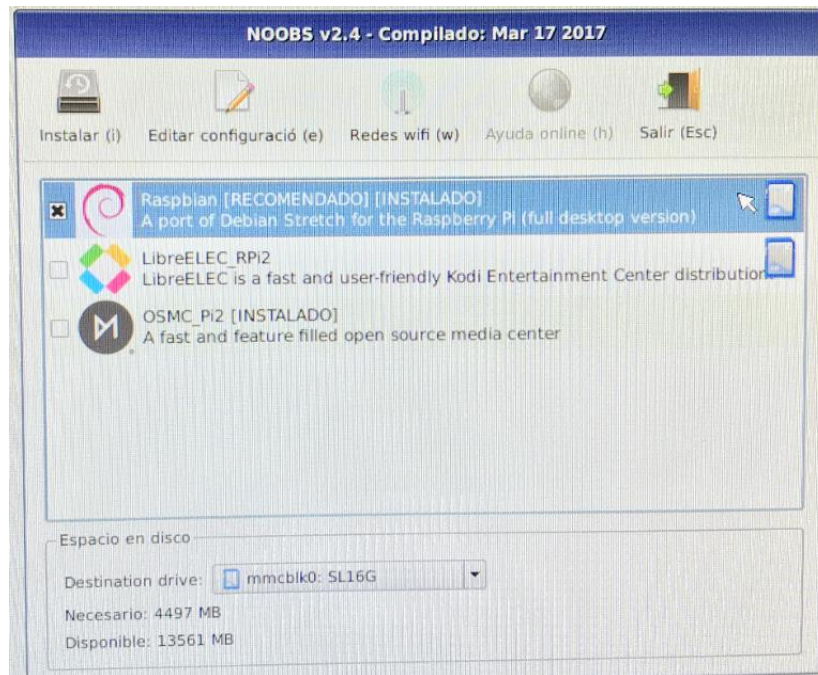 NOOBS v2.4 - Compilado: Mar 17 2017
Instalar (i) Editar configuració (e) Redes wifi (w) Ayuda online (h) Salir (Esc)
Raspbian [RECOMENDADO] [INSTALADO]
A port of Debian Stretch for the Raspberry Pi (full desktop version)
LibreELEC_RPi2
LibreELEC is a fast and user-friendly Kodi Entertainment Center distribution
OSMC_Pi2 [INSTALADO]
A fast and feature filled open source media center
Espacio en disco
Destination drive: mmcblk0: SL16G
Necesario: 4497 MB
Disponible: 13561 MB